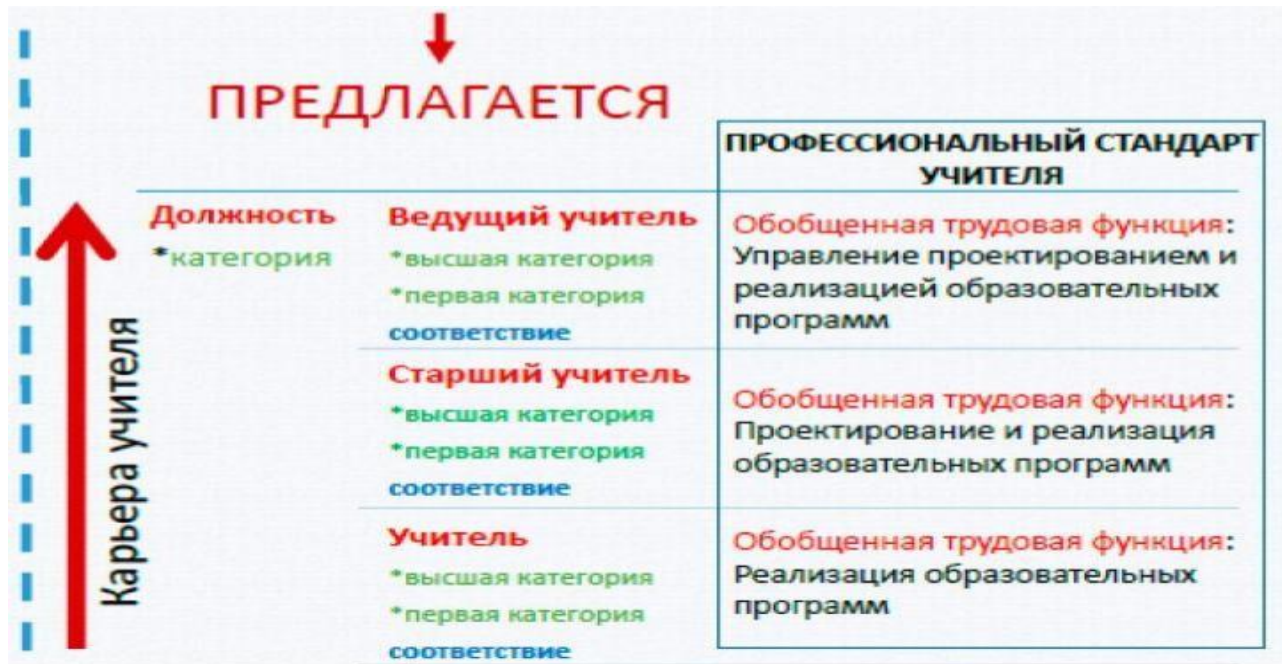 ПРЕДЛАГАЕТСЯ
ПРОФЕССИОНАЛЬНЫЙ СТАНДАРТ
УЧИТЕЛЯ
Карьера учителя
Должность
*категория
Ведущий учитель
*высшая категория
*первая категория
соответствие
Обобщенная трудовая функция:
Управление проектированием и
реализацией образовательных
программ
Старший учитель
*высшая категория
*первая категория
соответствие
Обобщенная трудовая функция:
Проектирование и реализация
образовательных программ
Учитель
*высшая категория
*первая категория
соответствие
Обобщенная трудовая функция:
Реализация образовательных
программ